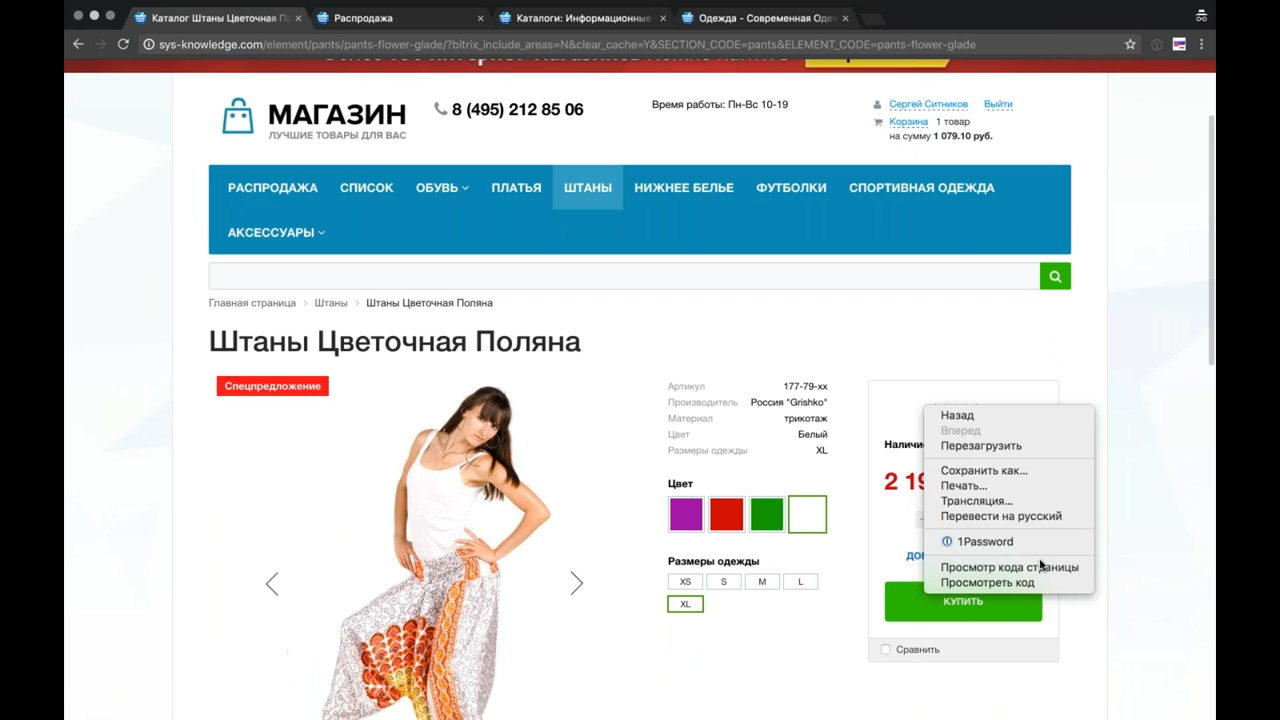 Каталог Штаны Цветочная П
Распродажа
Каталоги: Информационные
Одежда - Современная Оде
sys-knowledge.com/element/pants/pants-flower-glade/?bitrix_include_areas=N&clear_cache=Y&SECTION_CODE=pants&ELEMENT_CODE=pants-flower-glade
МАГАЗИН
ЛУЧШИЕ ТОВАРЫ ДЛЯ ВАС
8 (495) 212 85 06
Время работы: Пн-Вс 10-19
Сергей Ситников Выйти
Корзина 1 товар
на сумму 1 079.10 руб.
РАСПРОДАЖА СПИСОК ОБУВЬ ПЛАТЬЯ ШТАНЫ НИЖНЕЕ БЕЛЬЕ ФУТБОЛКИ СПОРТИВНАЯ ОДЕЖДА
АКСЕССУАРЫ
Главная страница > Штаны > Штаны Цветочная Поляна
Штаны Цветочная Поляна
Спецпредложение
Артикул 177-79-xx
Производитель Россия "Grishko"
Материал трикотаж
Цвет Белый
Размеры одежды XL
Цвет
Размеры одежды
XS S M L
XL
Наличи
2 19
ДОБ
Назад
Вперед
Перезагрузить
Сохранить как...
Печать...
Трансляция...
Перевести на русский
1Password
Просмотр кода страницы
Просмотреть код
КУПИТЬ
Сравнить